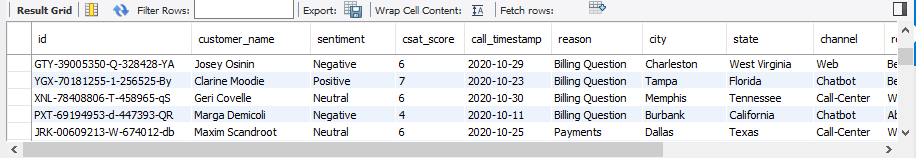 Result Grid Filter Rows: Export: Wrap Cell Content: Fetch rows:
id customer_name sentiment csat_score call_timestamp reason city state channel
GTY-39005350-Q-328428-YA Josey Osinin Negative 6 2020-10-29 Billing Question Charleston West Virginia Web Be
YGX-70181255-1-256525-By Clarine Moodie Positive 7 2020-10-23 Billing Question Tampa Florida Chatbot Be
XNL-78408806-T-458965-qS Geri Covelle Neutral 6 2020-10-30 Billing Question Memphis Tennessee Call-Center W
PXT-69194953-d-447393-QR Marga Demicoli Negative 4 2020-10-11 Billing Question Burbank California Chatbot Ab
JRK-00609213-W-674012-db Maxim Scandroot Neutral 6 2020-10-25 Payments Dallas Texas Call-Center W